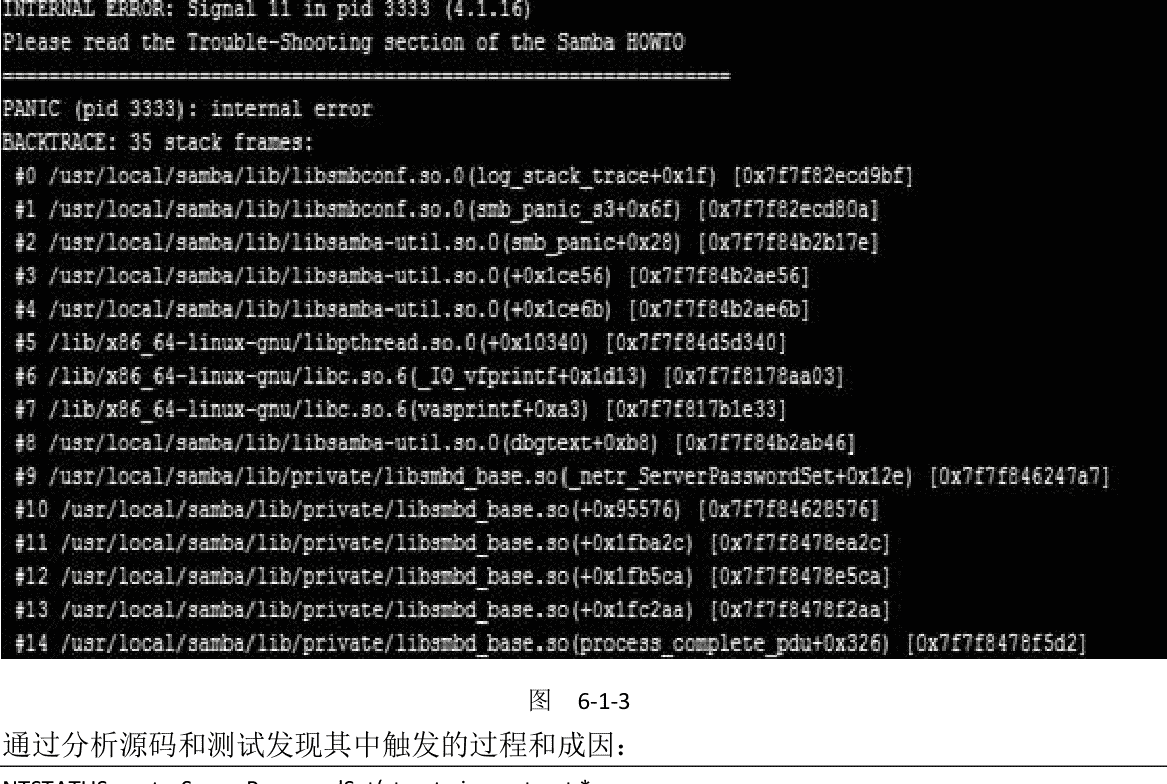 INTERNAL ERROR: Signal 11 in pid 3333 (4.1.16)
Please read the Trouble-Shooting section of the Samba HOWTO
===============================================================
PANIC (pid 3333): internal error
BACKTRACE: 35 stack frames:
#0 /usr/local/samba/lib/libsmbconf.so.0(log_stack_trace+0x1f) [0x7f7f82ecd9bf]
#1 /usr/local/samba/lib/libsmbconf.so.0(smb_panic_s3+0x6f) [0x7f7f82ecd80a]
#2 /usr/local/samba/lib/libsamba-util.so.0(smb_panic+0x28) [0x7f7f84b2b17e]
#3 /usr/local/samba/lib/libsamba-util.so.0(+0x1ce56) [0x7f7f84b2ae56]
#4 /usr/local/samba/lib/libsamba-util.so.0(+0x1ce6b) [0x7f7f84b2ae6b]
#5 /lib/x86_64-linux-gnu/libpthread.so.0(+0x10340) [0x7f7f84d5d340]
#6 /lib/x86_64-linux-gnu/libc.so.6(_IO_vfprintf+0x1d13) [0x7f7f8178aa03]
#7 /lib/x86_64-linux-gnu/libc.so.6(vasprintf+0xa3) [0x7f7f817b1e33]
#8 /usr/local/samba/lib/libsamba-util.so.0(dbgtext+0xb8) [0x7f7f84b2ab46]
#9 /usr/local/samba/lib/private/libsmbd_base.so(_netr_ServerPasswordSet+0x12e) [0x7f7f846247a7]
#10 /usr/local/samba/lib/private/libsmbd_base.so(+0x95576) [0x7f7f84628576]
#11 /usr/local/samba/lib/private/libsmbd_base.so(+0x1fba2c) [0x7f7f8478ea2c]
#12 /usr/local/samba/lib/private/libsmbd_base.so(+0x1fb5ca) [0x7f7f8478e5ca]
#13 /usr/local/samba/lib/private/libsmbd_base.so(+0x1fc2aa) [0x7f7f8478f2aa]
#14 /usr/local/samba/lib/private/libsmbd_base.so(process_complete_pdu+0x326) [0x7f7f8478f5d2]
图 6-1-3
通过分析源码和测试发现其中触发的过程和成因：